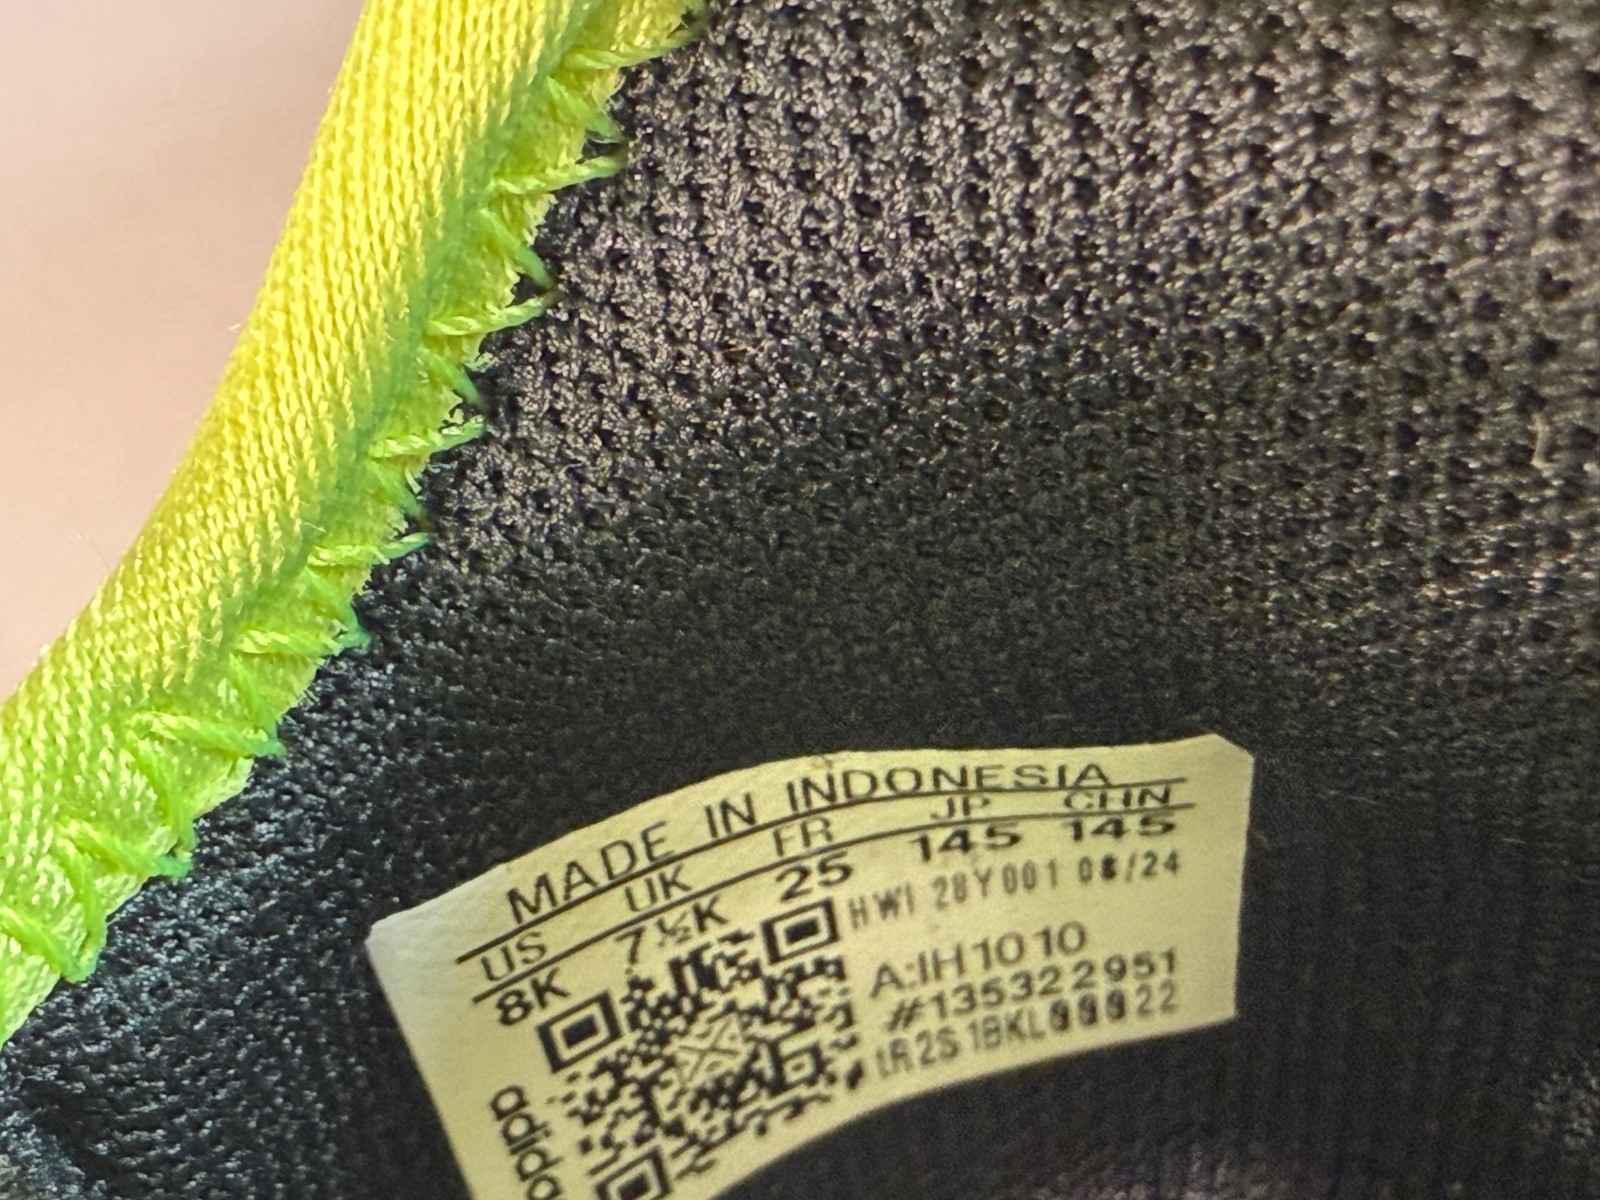 MADE IN INDONESIA
US UK FR JP CHN
8K 7½K 25 145 145
HWI 28Y001 08/24
A:IH1010
#135322951
adida